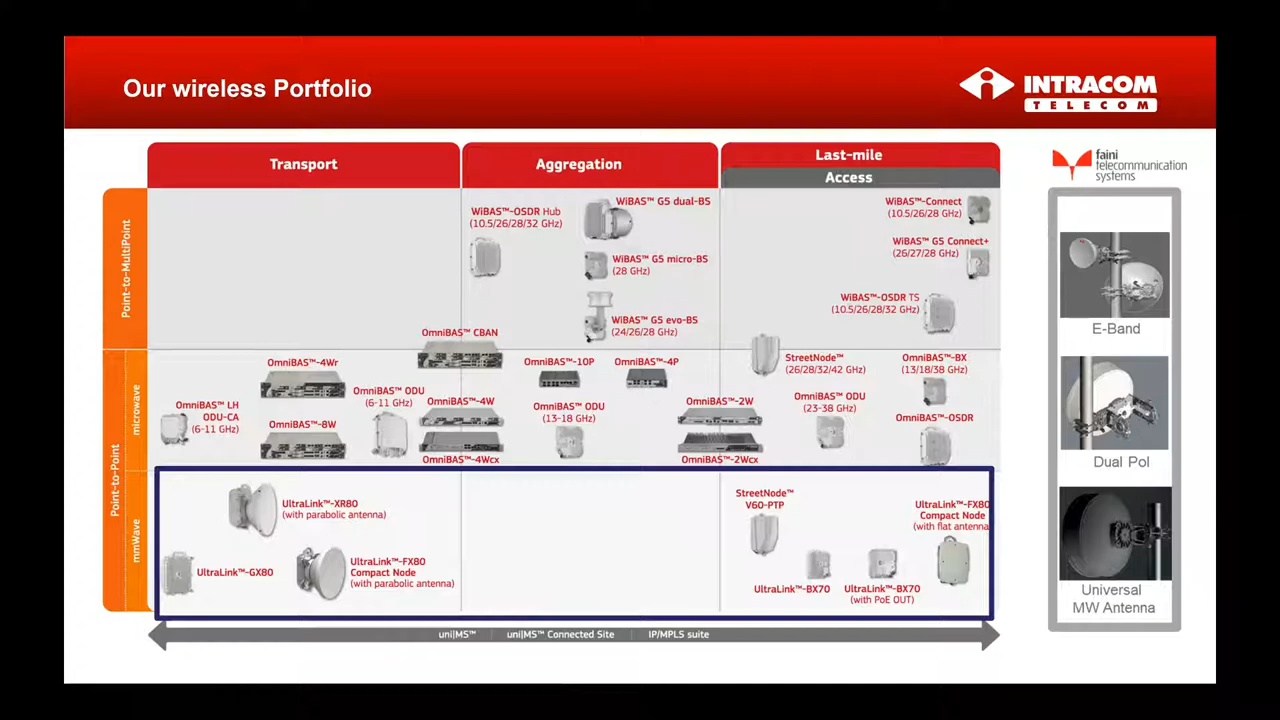 Our wireless Portfolio
INTRACOM
TELECOM
Transport
Aggregation
Last-mile
Access
faini
telecommunication
systems
Point-to-MultiPoint
WiBAS™-OSDR Hub
(10.5/26/28/32 GHz)
WiBAS™ G5 dual-BS
WiBAS™ G5 micro-BS
(28 GHz)
WiBAS™ G5 evo-BS
(24/26/28 GHz)
WiBAS™-Connect
(10.5/26/28 GHz)
WiBAS™ G5 Connect+
(26/27/28 GHz)
WiBAS™-OSDR TS
(10.5/26/28/32 GHz)
Point-to-Point
microwave
OmniBAS™ LH
ODU-CA
(6-11 GHz)
OmniBAS™-4Wr
OmniBAS™-8W
OmniBAS™ ODU
(6-11 GHz)
OmniBAS™ CBAN
OmniBAS™-4W
OmniBAS™-4Wcx
OmniBAS™-10P
OmniBAS™ ODU
(13-18 GHz)
OmniBAS™-4P
OmniBAS™-2W
OmniBAS™-2Wcx
StreetNode™
(26/28/32/42 GHz)
OmniBAS™ ODU
(23-38 GHz)
OmniBAS™-BX
(13/18/38 GHz)
OmniBAS™-OSDR
mmWave
UltraLink™-XR80
(with parabolic antenna)
UltraLink™-GX80
UltraLink™-FX80
Compact Node
(with parabolic antenna)
StreetNode™
V60-PTP
UltraLink™-BX70
UltraLink™-BX70
(with PoE OUT)
UltraLink™-FX80
Compact Node
(with flat antenna
uni|MS™
uni|MS™ Connected Site
IP/MPLS suite
E-Band
Dual Pol
Universal
MW Antenna